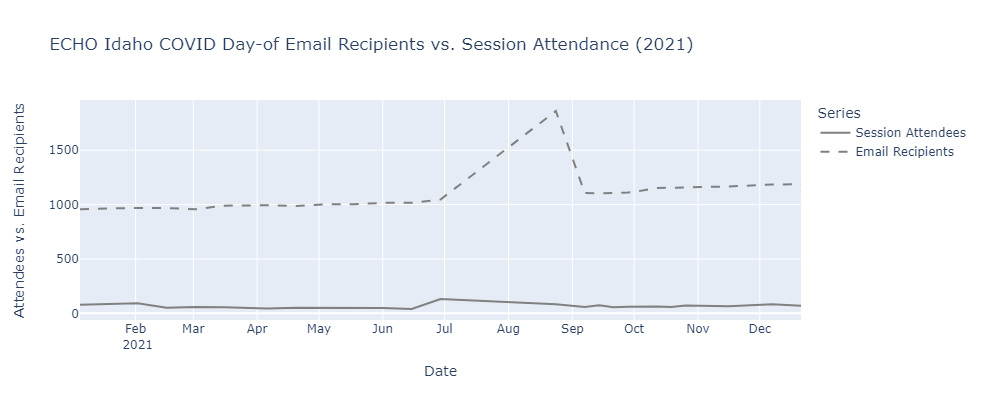 ECHO Idaho COVID Day-of Email Recipients vs. Session Attendance (2021)
Attendees vs. Email Recipients
1500
1000
500
0
Feb Mar Apr May Jun Jul Aug Sep Oct Nov Dec
2021
Date
Series
Session Attendees
Email Recipients